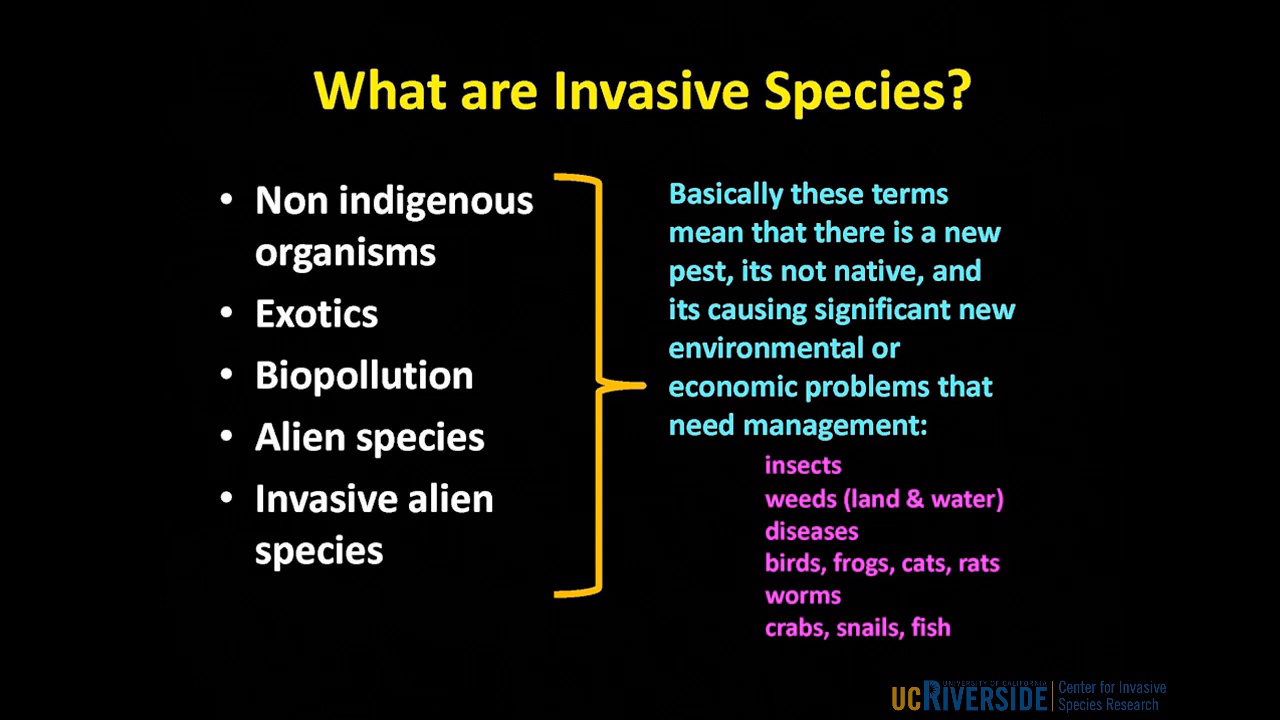 What are Invasive Species?
• Non indigenous
organisms
• Exotics
• Biopollution
• Alien species
• Invasive alien
species
Basically these terms
mean that there is a new
pest, its not native, and
its causing significant new
environmental or
economic problems that
need management:
insects
weeds (land & water)
diseases
birds, frogs, cats, rats
worms
crabs, snails, fish
UNIVERSITY OF CALIFORNIA
UCRIVERSIDE
Center for Invasive
Species Research